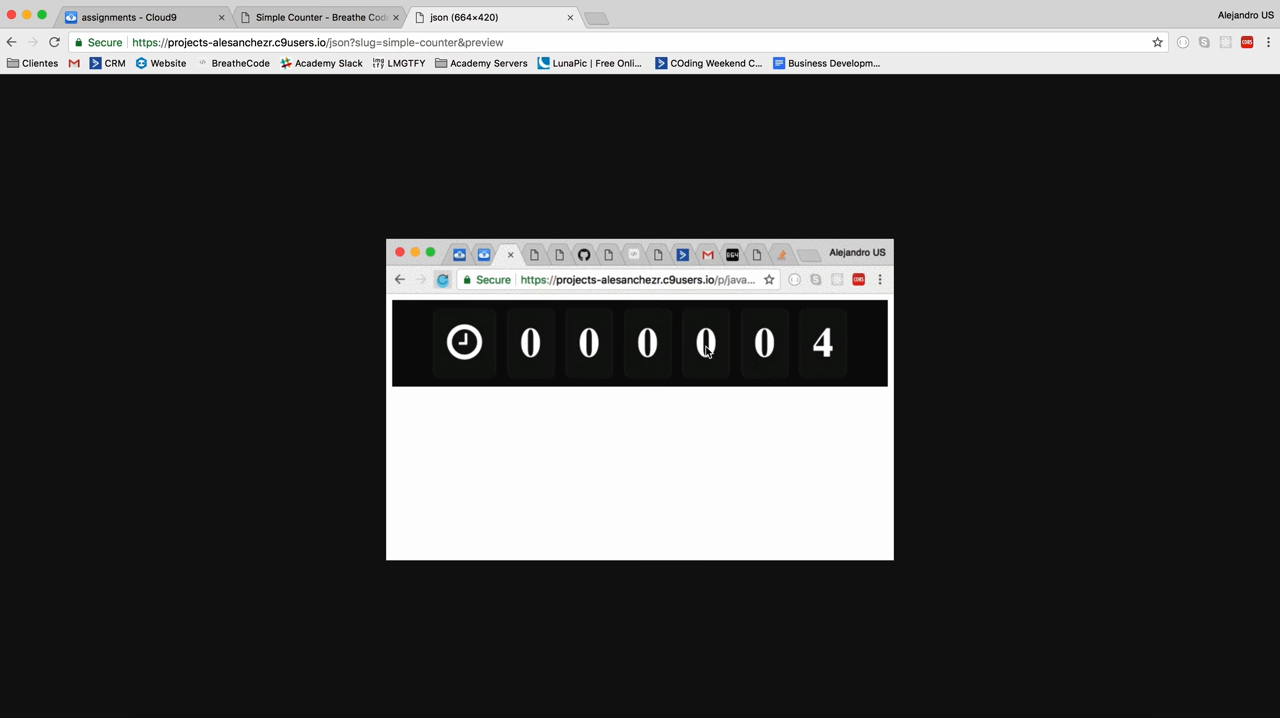 assignments - Cloud9
Simple Counter - Breathe Cod
json (664×420)
Alejandro US
Secure https://projects-alesanchezr.c9users.io/json?slug=simple-counter&preview
Clientes CRM Website BreatheCode Academy Slack LMGTFY Academy Servers LunaPic | Free Onli... COding Weekend C... Business Developm...
Alejandro US
Secure https://projects-alesanchezr.c9users.io/p/java...
0 0 0 0 0 4